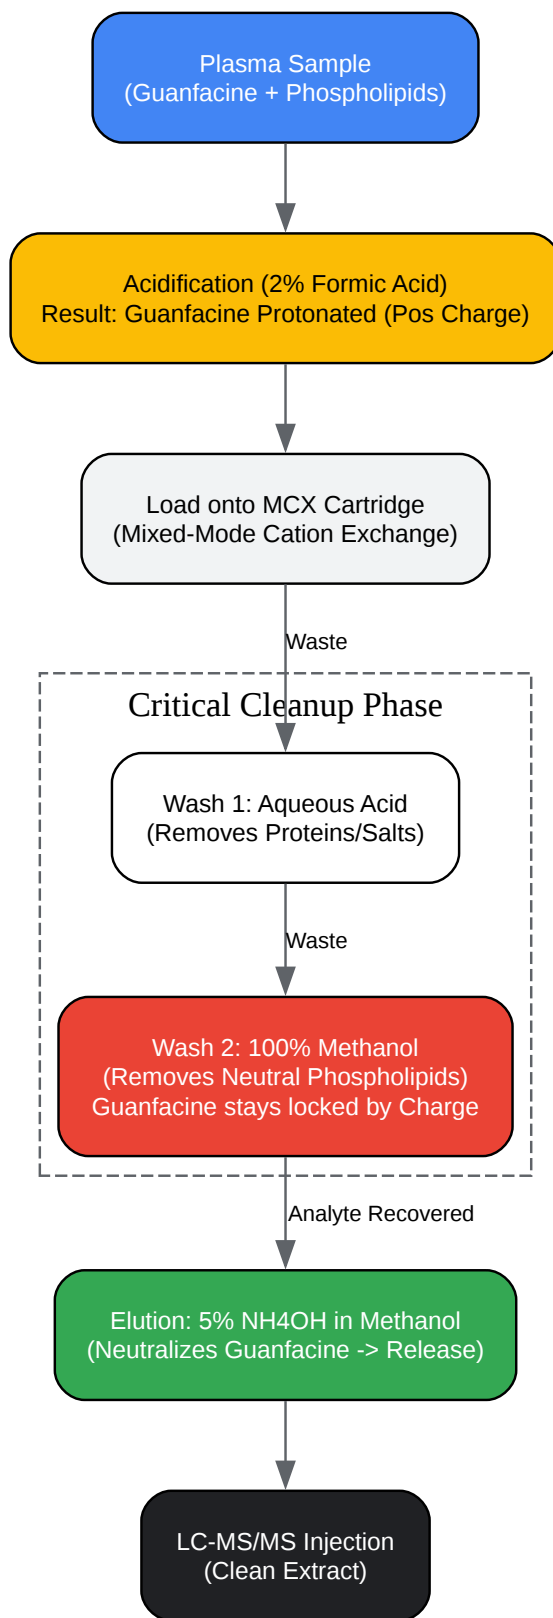 Plasma Sample
(Guanfacine + Phospholipids)
Acidification (2% Formic Acid)
Result: Guanfacine Protonated (Pos Charge)
Load onto MCX Cartridge
(Mixed-Mode Cation Exchange)
Waste
Critical Cleanup Phase
Wash 1: Aqueous Acid
(Removes Proteins/Salts)
Waste
Wash 2: 100% Methanol
(Removes Neutral Phospholipids)
Guanfacine stays locked by Charge
Analyte Recovered
Elution: 5% NH4OH in Methanol
(Neutralizes Guanfacine -> Release)
LC-MS/MS Injection
(Clean Extract)